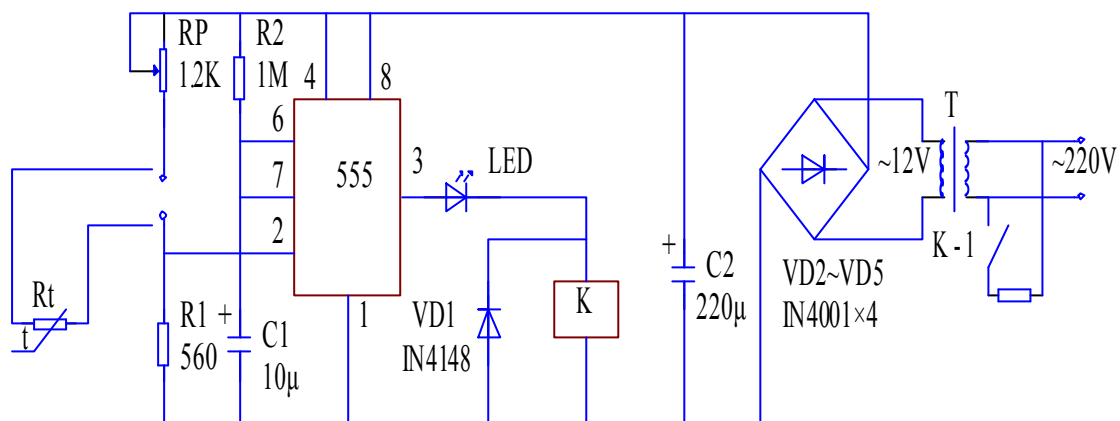 RP
12K
R2
1M
4
8
6
7
2
555
3
1
LED
Rt
t
R1
560
+
C1
10μ
VD1
IN4148
K
+
C2
220μ
VD2~VD5
IN4001×4
~12V
T
~220V
K-1